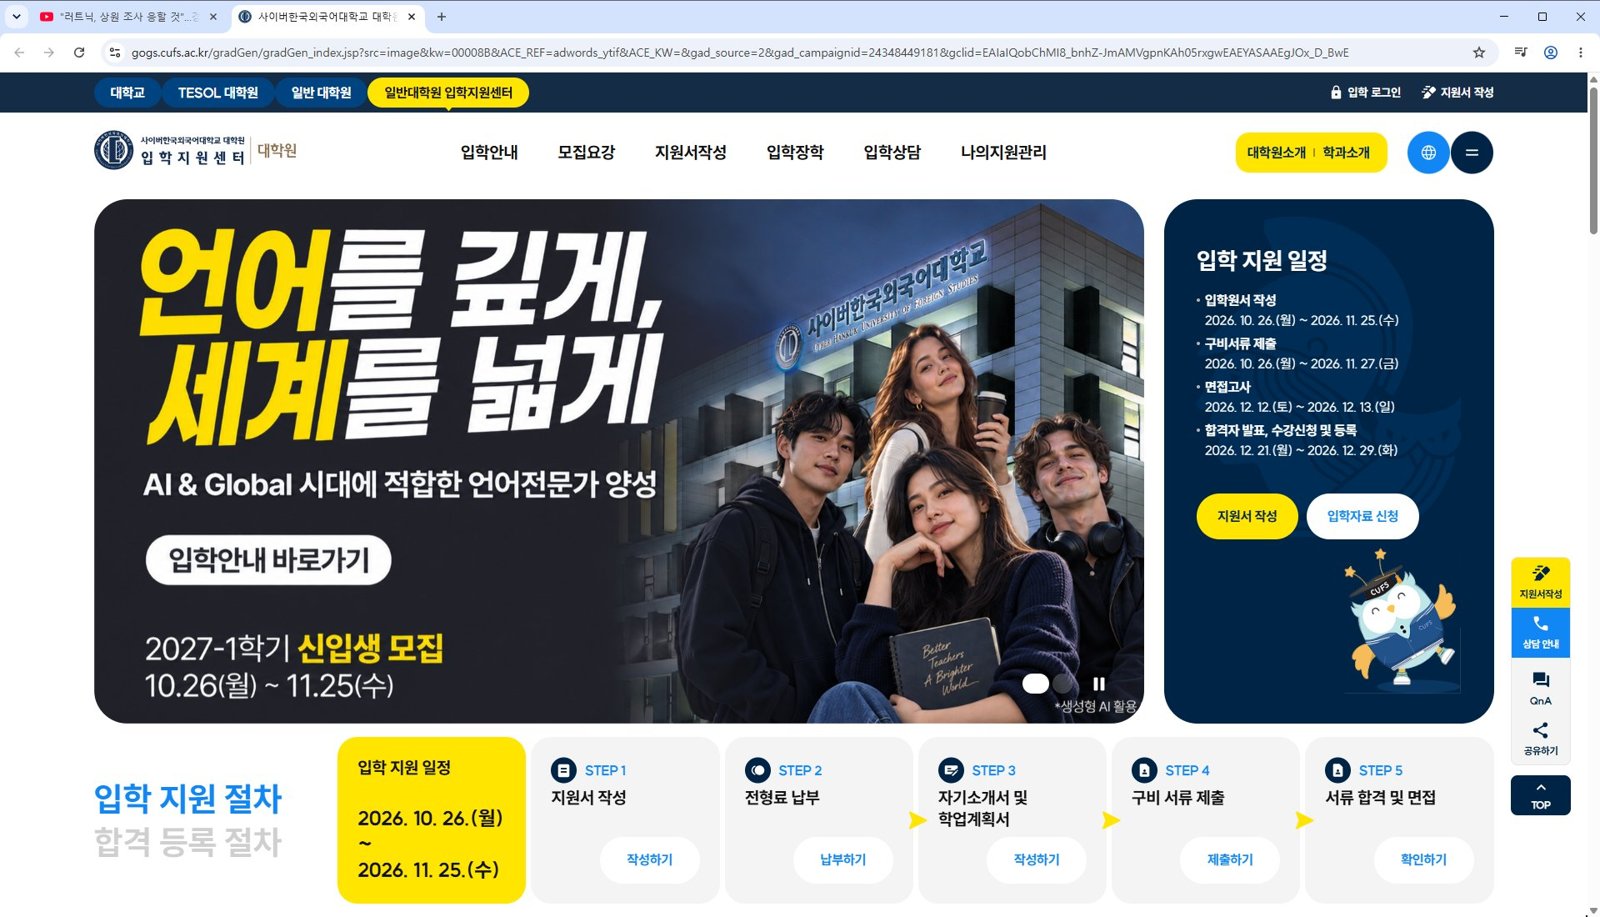 "러트닉, 상원 조사 응할 것"...
사이버한국외국어대학교 대학원
gogs.cufs.ac.kr/gradGen/gradGen_index.jsp?src=image&kw=00008B&ACE_REF=adwords_ytif&ACE_KW=&gad_source=2&gad_campaignid=24348449181&gclid=EAIaIQobChMI8_bnhZ-JmAMVgpnKAh05rxgwEAEYASAAEgJOx_D_BwE
대학교
TESOL 대학원
일반 대학원
일반대학원 입학지원센터
입학 로그인
지원서 작성
사이버한국외국어대학교 대학원
입학지원센터
대학원
입학안내
모집요강
지원서작성
입학장학
입학상담
나의지원관리
대학원소개 | 학과소개
언어를 깊게,
세계를 넓게
AI & Global 시대에 적합한 언어전문가 양성
입학안내 바로가기
2027-1학기 신입생 모집
10.26(월) ~ 11.25(수)
사이버한국외국어대학교
CYBER HANKUK UNIVERSITY OF FOREIGN STUDIES
Better
Teachers
A Brighter
World
*생성형 AI 활용
입학 지원 일정
• 입학원서 작성
2026. 10. 26.(월) ~ 2026. 11. 25.(수)
• 구비서류 제출
2026. 10. 26.(월) ~ 2026. 11. 27.(금)
• 면접고사
2026. 12. 12.(토) ~ 2026. 12. 13.(일)
• 합격자 발표, 수강신청 및 등록
2026. 12. 21.(월) ~ 2026. 12. 29.(화)
지원서 작성
입학자료 신청
CUFS
CUFS
지원서작성
상담 안내
QnA
공유하기
TOP
입학 지원 절차
합격 등록 절차
입학 지원 일정
2026. 10. 26.(월)
~
2026. 11. 25.(수)
STEP 1
지원서 작성
작성하기
STEP 2
전형료 납부
납부하기
STEP 3
자기소개서 및
학업계획서
작성하기
STEP 4
구비 서류 제출
제출하기
STEP 5
서류 합격 및 면접
확인하기